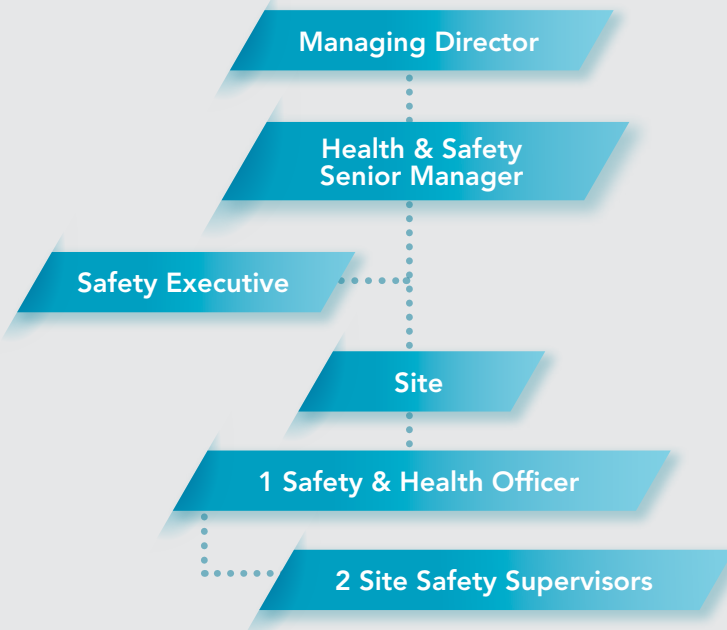 Managing Director
Health & Safety
Senior Manager
Safety Executive
Site
1 Safety & Health Officer
2 Site Safety Supervisors